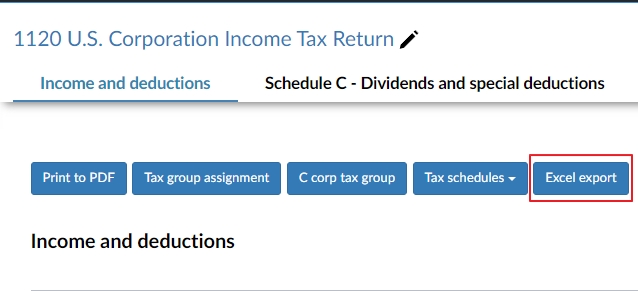 1120 U.S. Corporation Income Tax Return
Income and deductions Schedule C - Dividends and special deductions
Print to PDF Tax group assignment C corp tax group Tax schedules Excel export
Income and deductions